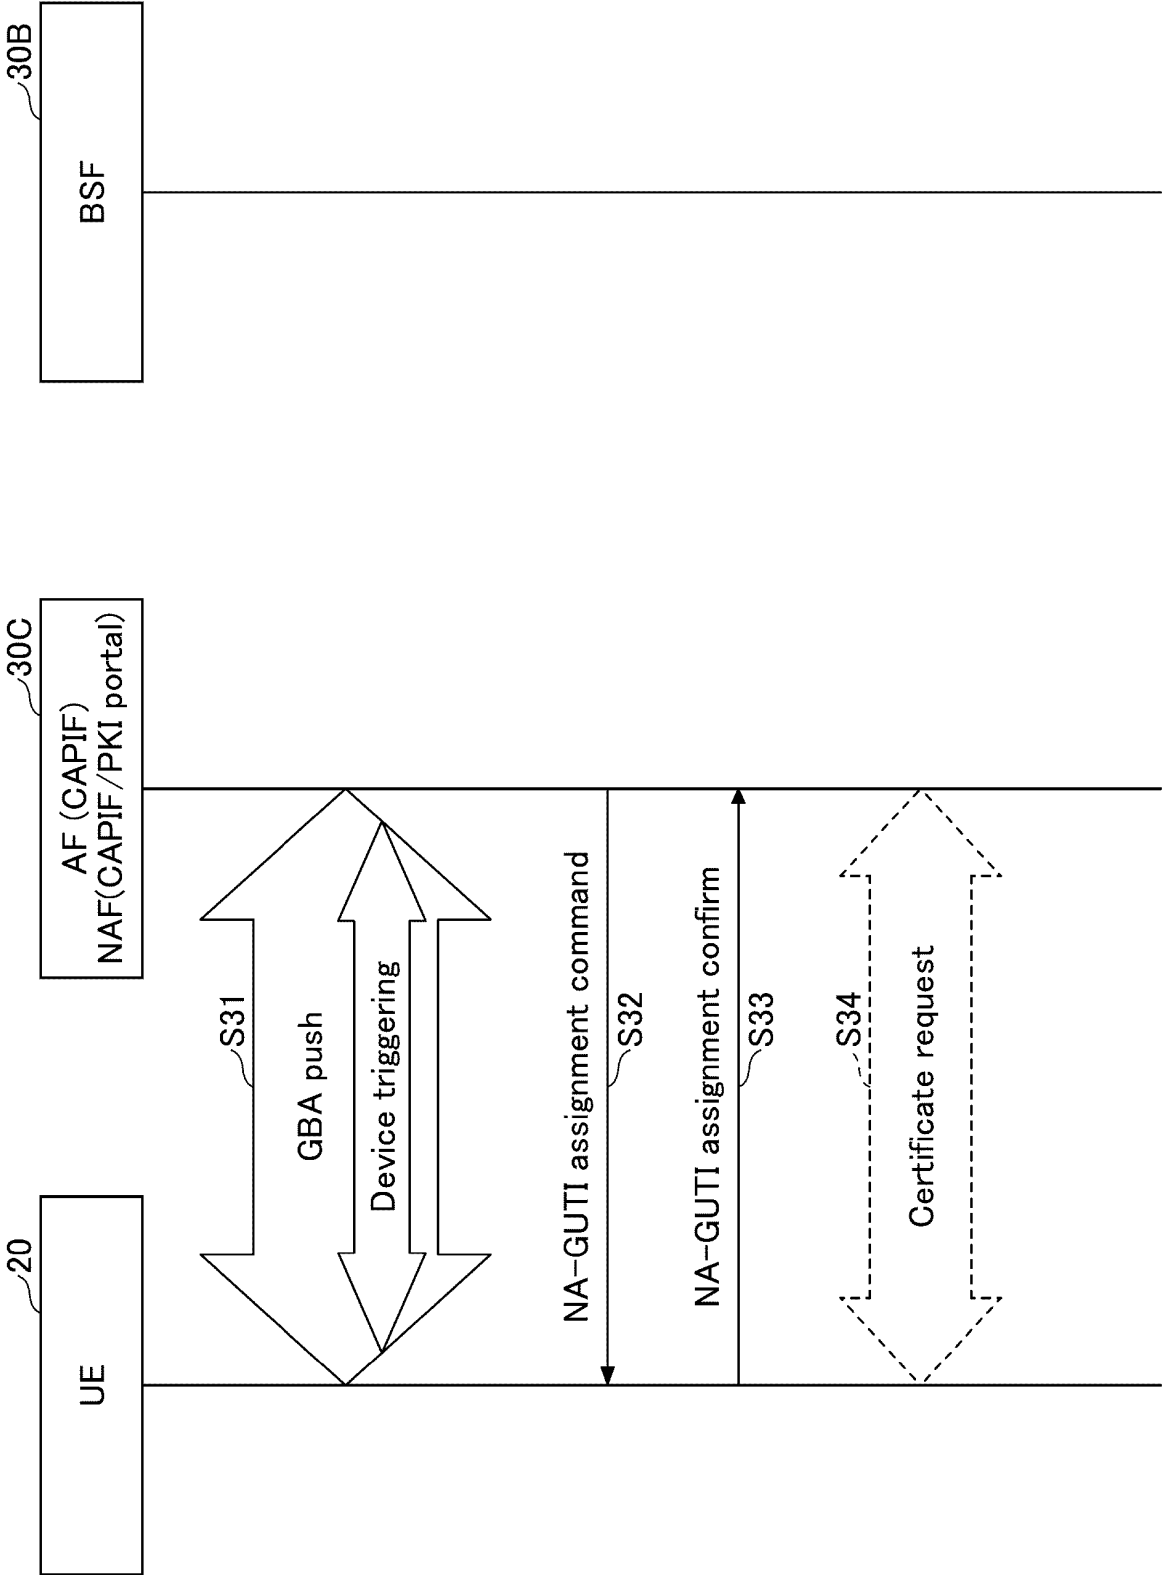 20
30C
30B
UE
AF (CAPIF)
NAF(CAPIF/PKI portal)
BSF
S31
GBA push
Device triggering
NA-GUTI assignment command
S32
NA-GUTI assignment confirm
S33
S34
Certificate request